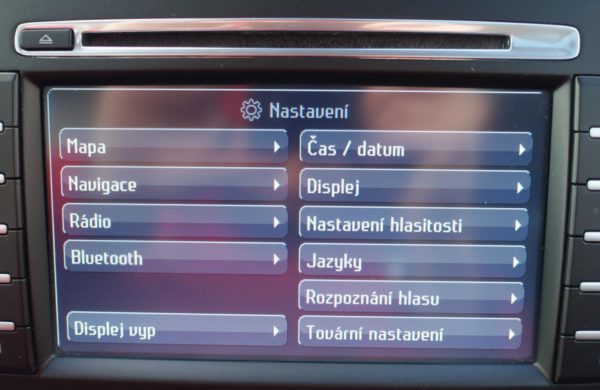 Nastavení
Mapa
Čas / datum
Navigace
Displej
Rádio
Nastavení hlasitosti
Bluetooth
Jazyky
Rozpoznání hlasu
Displej vyp
Tovární nastavení